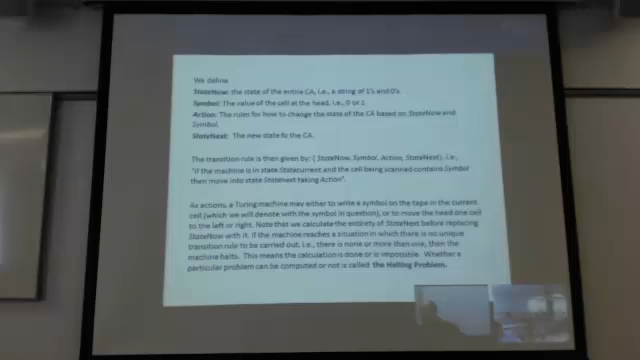 We define
StateNow: the state of the entire CA, i.e., a string of 1's and 0's.
Symbol: The value of the cell at the head, i.e., 0 or 1.
Action: The rules for how to change the state of the CA based on StateNow and
Symbol.
StateNext: The new state fo the CA.
The transition rule is then given by: ( StateNow, Symbol, Action, StateNext), i.e.,
"if the machine is in state Statecurrent and the cell being scanned contains Symbol
then move into state Statenext taking Action".
As actions, a Turing machine may either to write a symbol on the tape in the current
cell (which we will denote with the symbol in question), or to move the head one cell
to the left or right. Note that we calculate the entirety of StateNext before replacing
StateNow with it. If the machine reaches a situation in which there is no unique
transition rule to be carried out, i.e., there is none or more than one, then the
machine halts. This means the calculation is done or is impossible. Whether a
particular problem can be computed or not is called the Halting Problem.